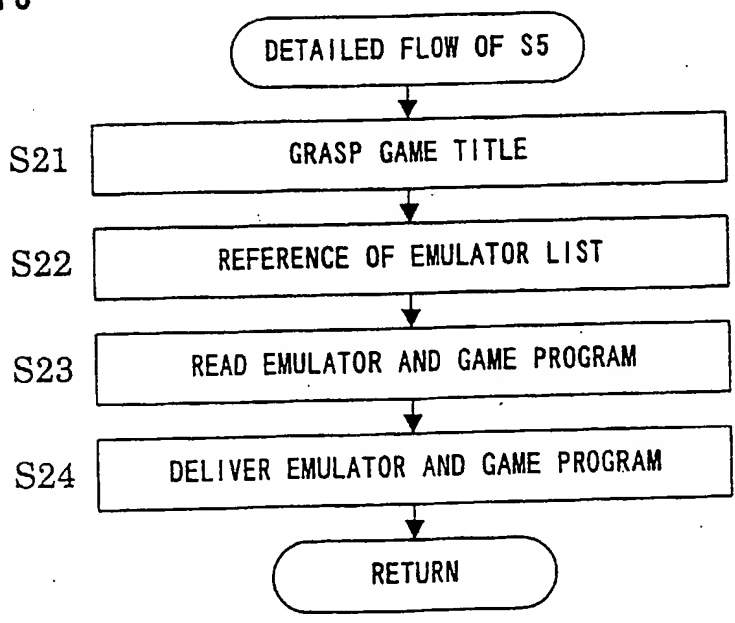 DETAILED FLOW OF S5
S21 GRASP GAME TITLE
S22 REFERENCE OF EMULATOR LIST
S23 READ EMULATOR AND GAME PROGRAM
S24 DELIVER EMULATOR AND GAME PROGRAM
RETURN